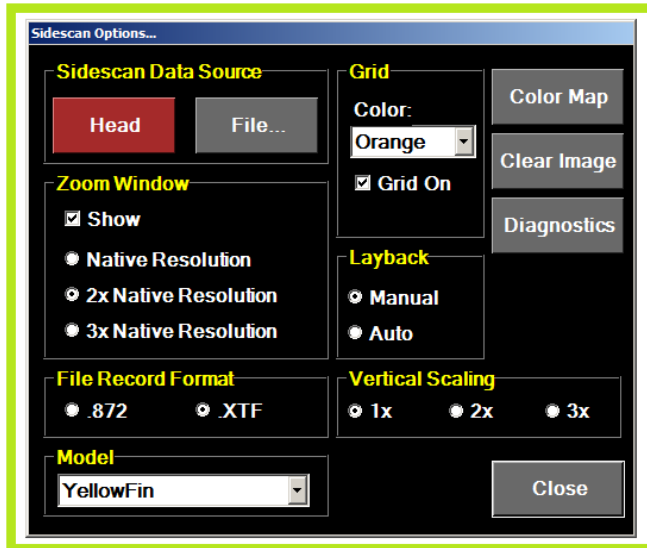 Sidescan Options...
Sidescan Data Source
Head
File...
Grid
Color:
Orange
Grid On
Color Map
Clear Image
Diagnostics
Zoom Window
Show
Native Resolution
2x Native Resolution
3x Native Resolution
Layback
Manual
Auto
File Record Format
.872
.XTF
Vertical Scaling
1x
2x
3x
Model
YellowFin
Close